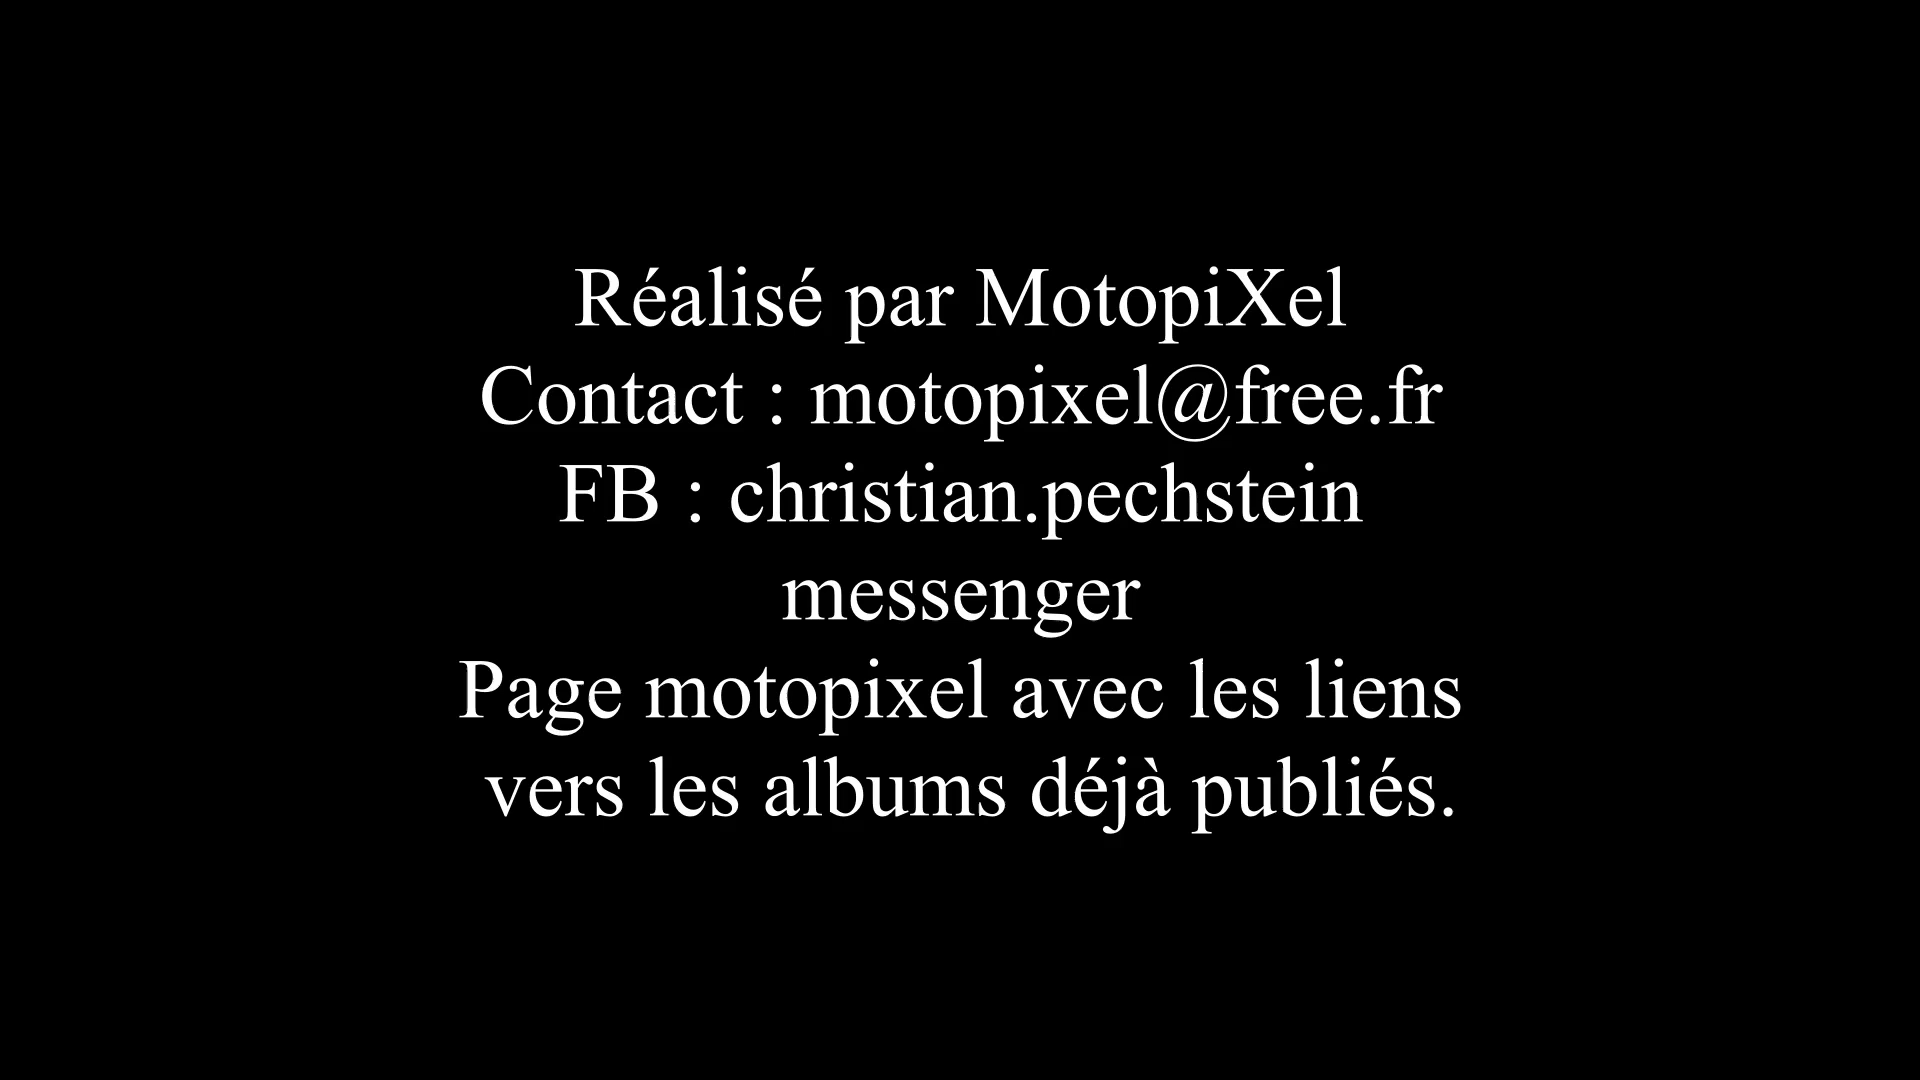 Réalisé par MotopiXel
Contact : motopixel@free.fr
FB : christian.pechstein
messenger
Page motopixel avec les liens
vers les albums déjà publiés.